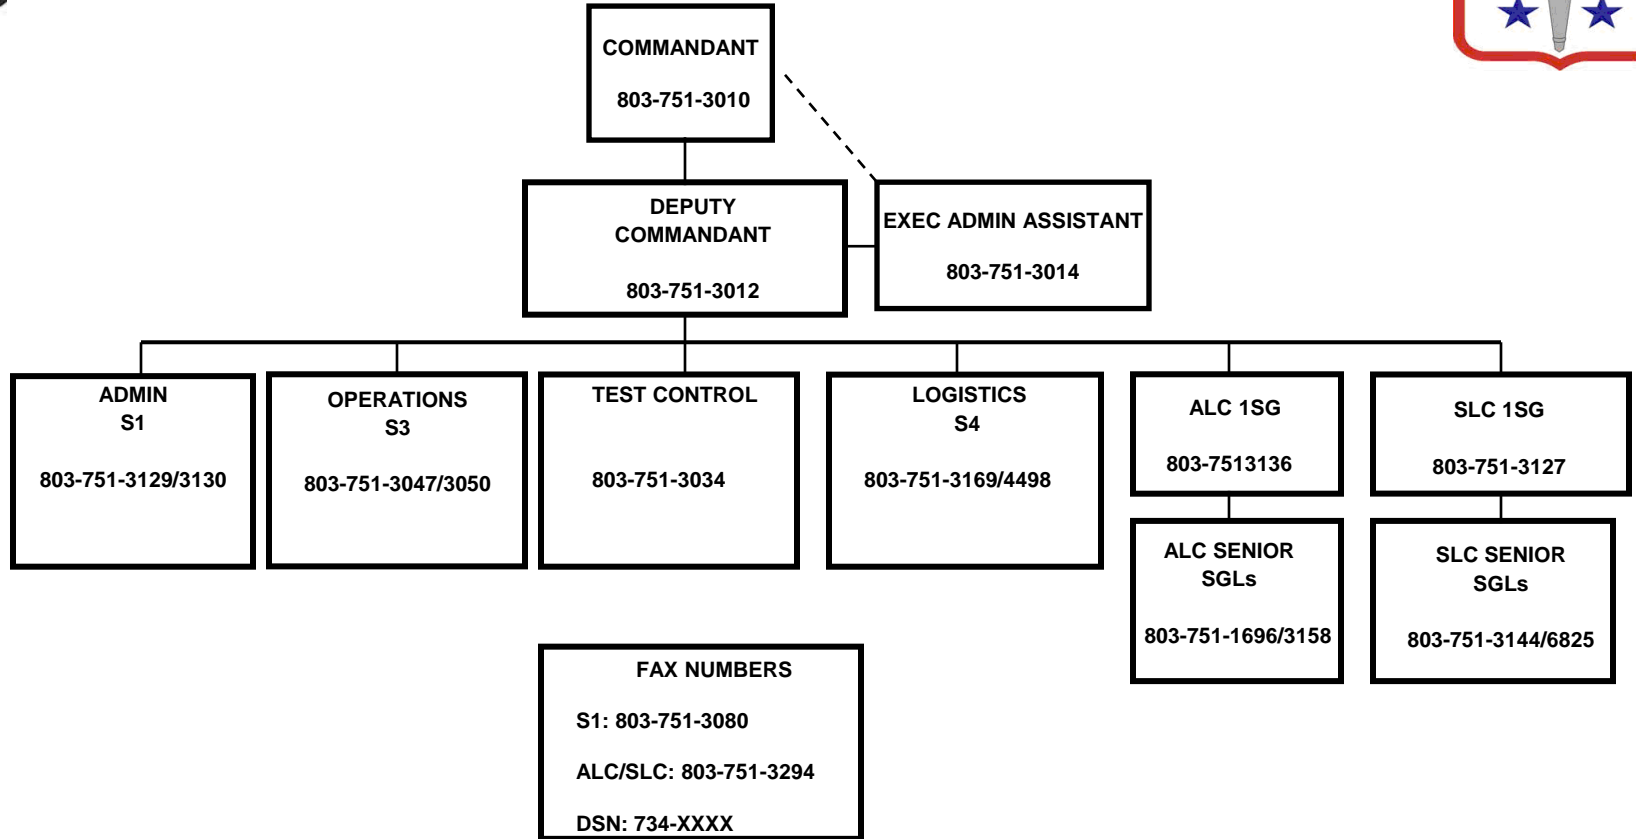 COMMANDANT
803-751-3010
DEPUTY
COMMANDANT
803-751-3012
EXEC ADMIN ASSISTANT
803-751-3014
ADMIN
S1
803-751-3129/3130
OPERATIONS
S3
803-751-3047/3050
TEST CONTROL
803-751-3034
LOGISTICS
S4
803-751-3169/4498
ALC 1SG
803-7513136
SLC 1SG
803-751-3127
ALC SENIOR
SGLs
803-751-1696/3158
SLC SENIOR
SGLs
803-751-3144/6825
FAX NUMBERS
S1: 803-751-3080
ALC/SLC: 803-751-3294
DSN: 734-XXXX